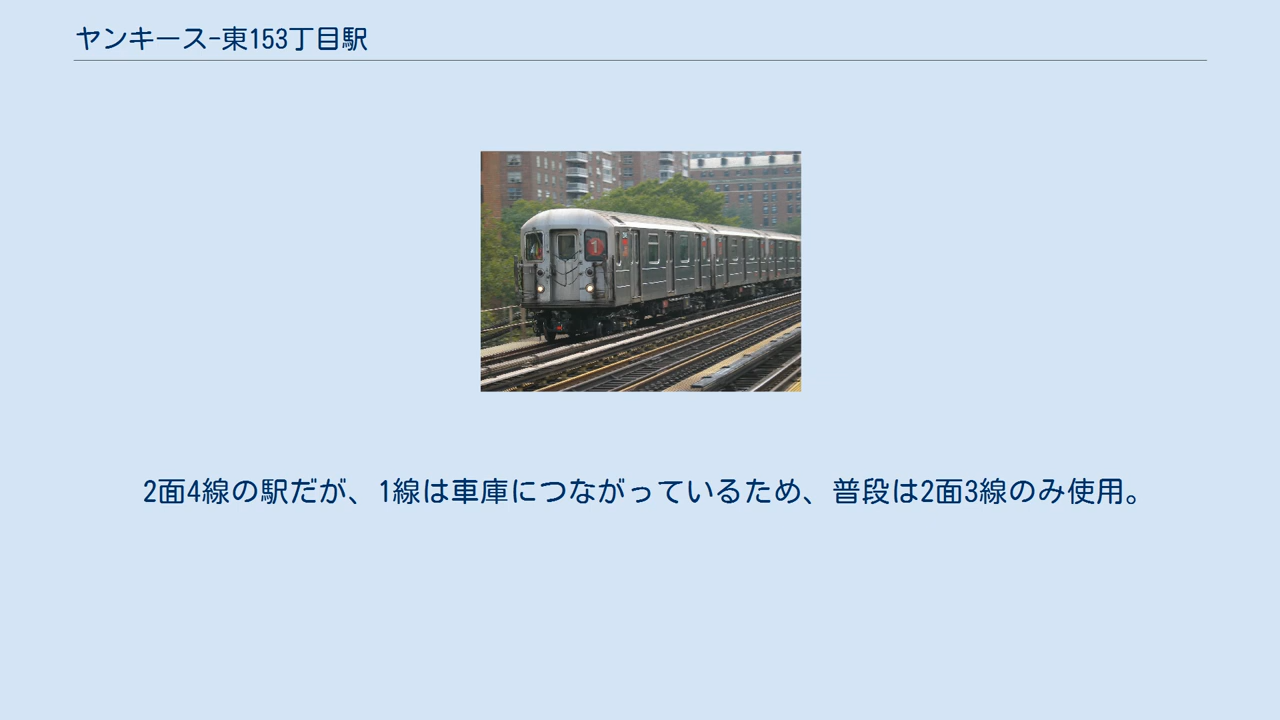 ヤンキース-東153丁目駅
1
2面4線の駅だが、1線は車庫につながっているため、普段は2面3線のみ使用。